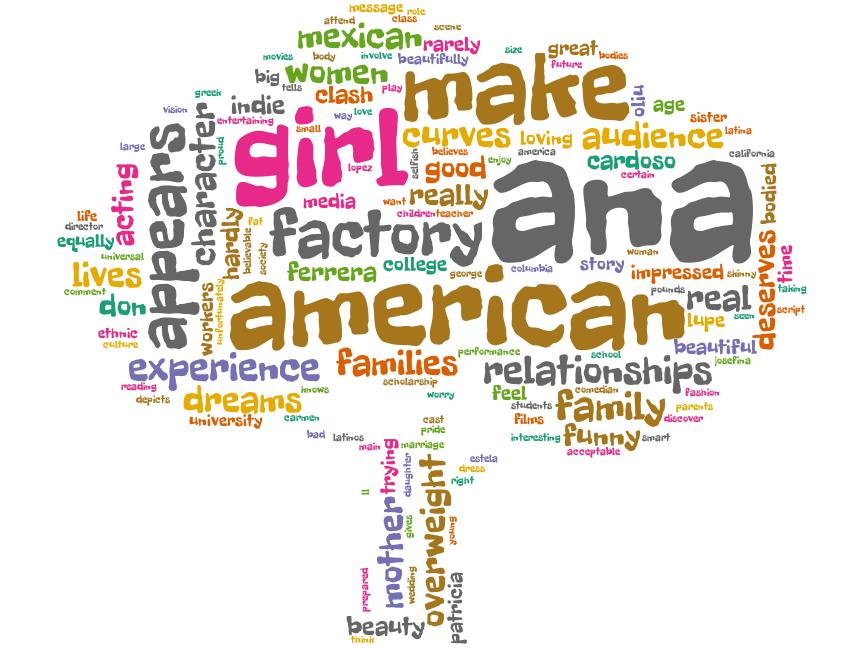 message role
attend class
scene
mexican rarely
size great bodies
movies body involve beautifully future
big women make
tells
greek indie clash play oliu age
vision entertaining way love sister
small curves loving audience latina
large proud girl believes america california
selfish enjoy
lopez good cardoso
certain
acting appears character media want really ana bodied
life hardly fat childrenteacher
director
equally believable factory woman
universal society ferrera college george columbia story impressed skinny time
lives taking
comment workers american pounds real deserves script
don unfortunately lupe seen
ethnic beautiful
culture
experience families performance school josefina
relationships
reading scholarship
depicts dreams knows worry feel comedian fashion
students family parents
university carmen films discover
cast
bad latinos pride interesting funny smart
main marriage acceptable
trying daughter estela
dress
right
ll
mother gives overweight young
prepared wedding patricia
beauty
think